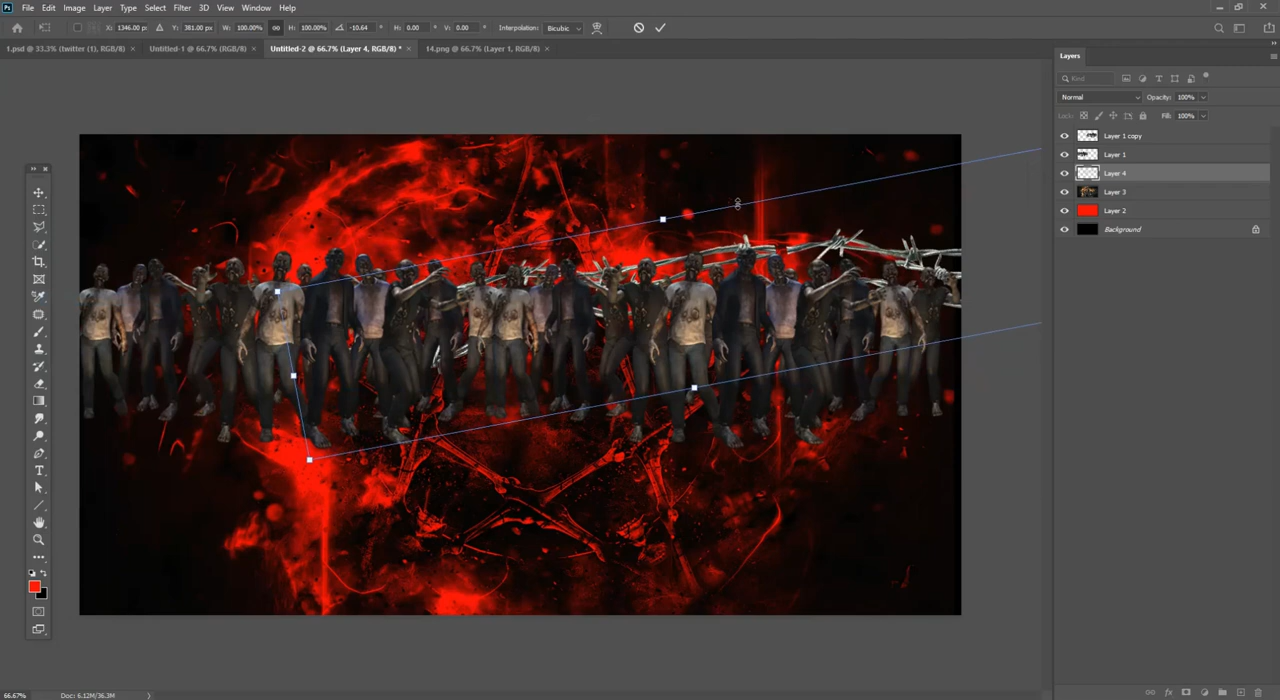 Ps File Edit Image Layer Type Select Filter 3D View Window Help
X: 1346.00 px Y: 381.00 px W: 100.00% H: 100.00% -10.64 ° H: 0.00 ° V: 0.00 ° Interpolation: Bicubic
1.psd @ 33.3% (twitter (1), RGB/8) × Untitled-1 @ 66.7% (RGB/8) × Untitled-2 @ 66.7% (Layer 4, RGB/8) * × 14.png @ 66.7% (Layer 1, RGB/8) ×
Layers
Kind
Normal Opacity: 100%
Lock: Fill: 100%
Layer 1 copy
Layer 1
Layer 4
Layer 3
Layer 2
Background
66.67% Doc: 6.12M/36.3M